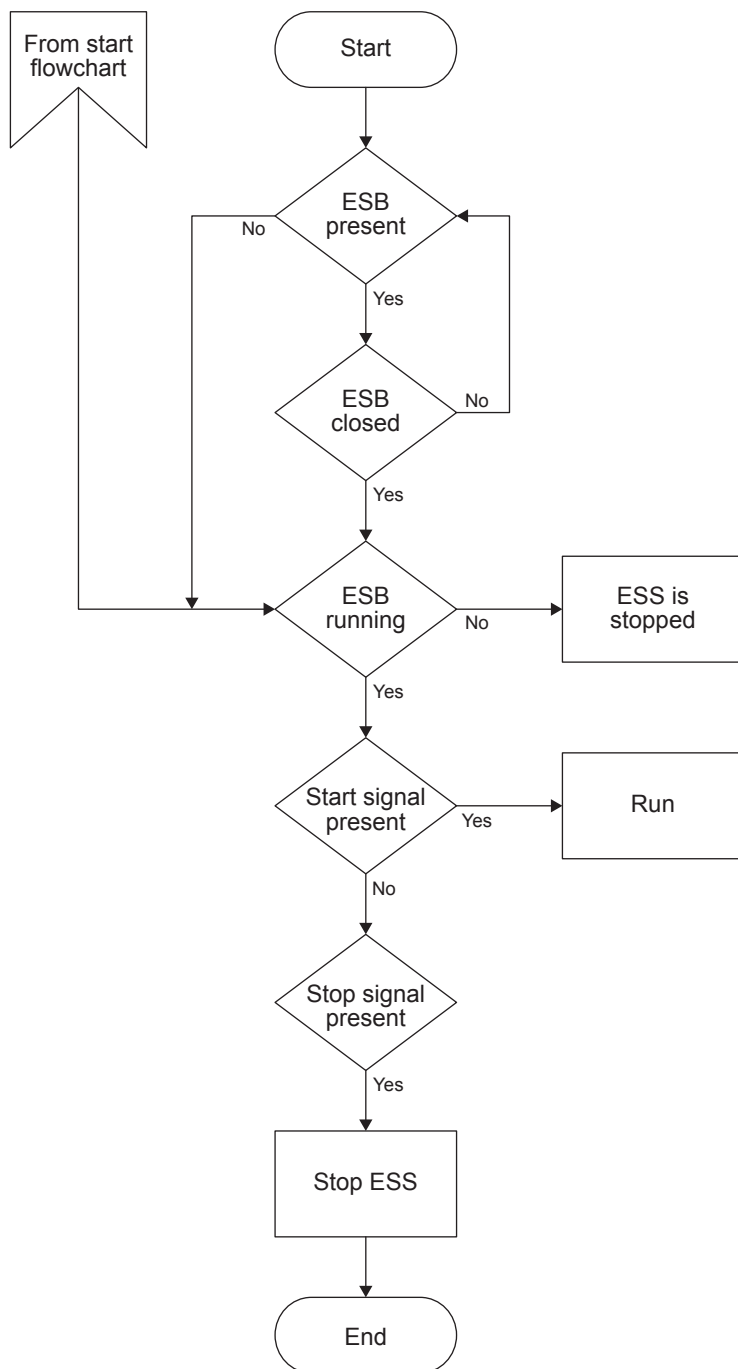 From start
flowchart
Start
ESB
present
No
Yes
ESB
closed
No
Yes
ESB
running
No
ESS is
stopped
Yes
Start signal
present
Yes
Run
No
Stop signal
present
Yes
Stop ESS
End